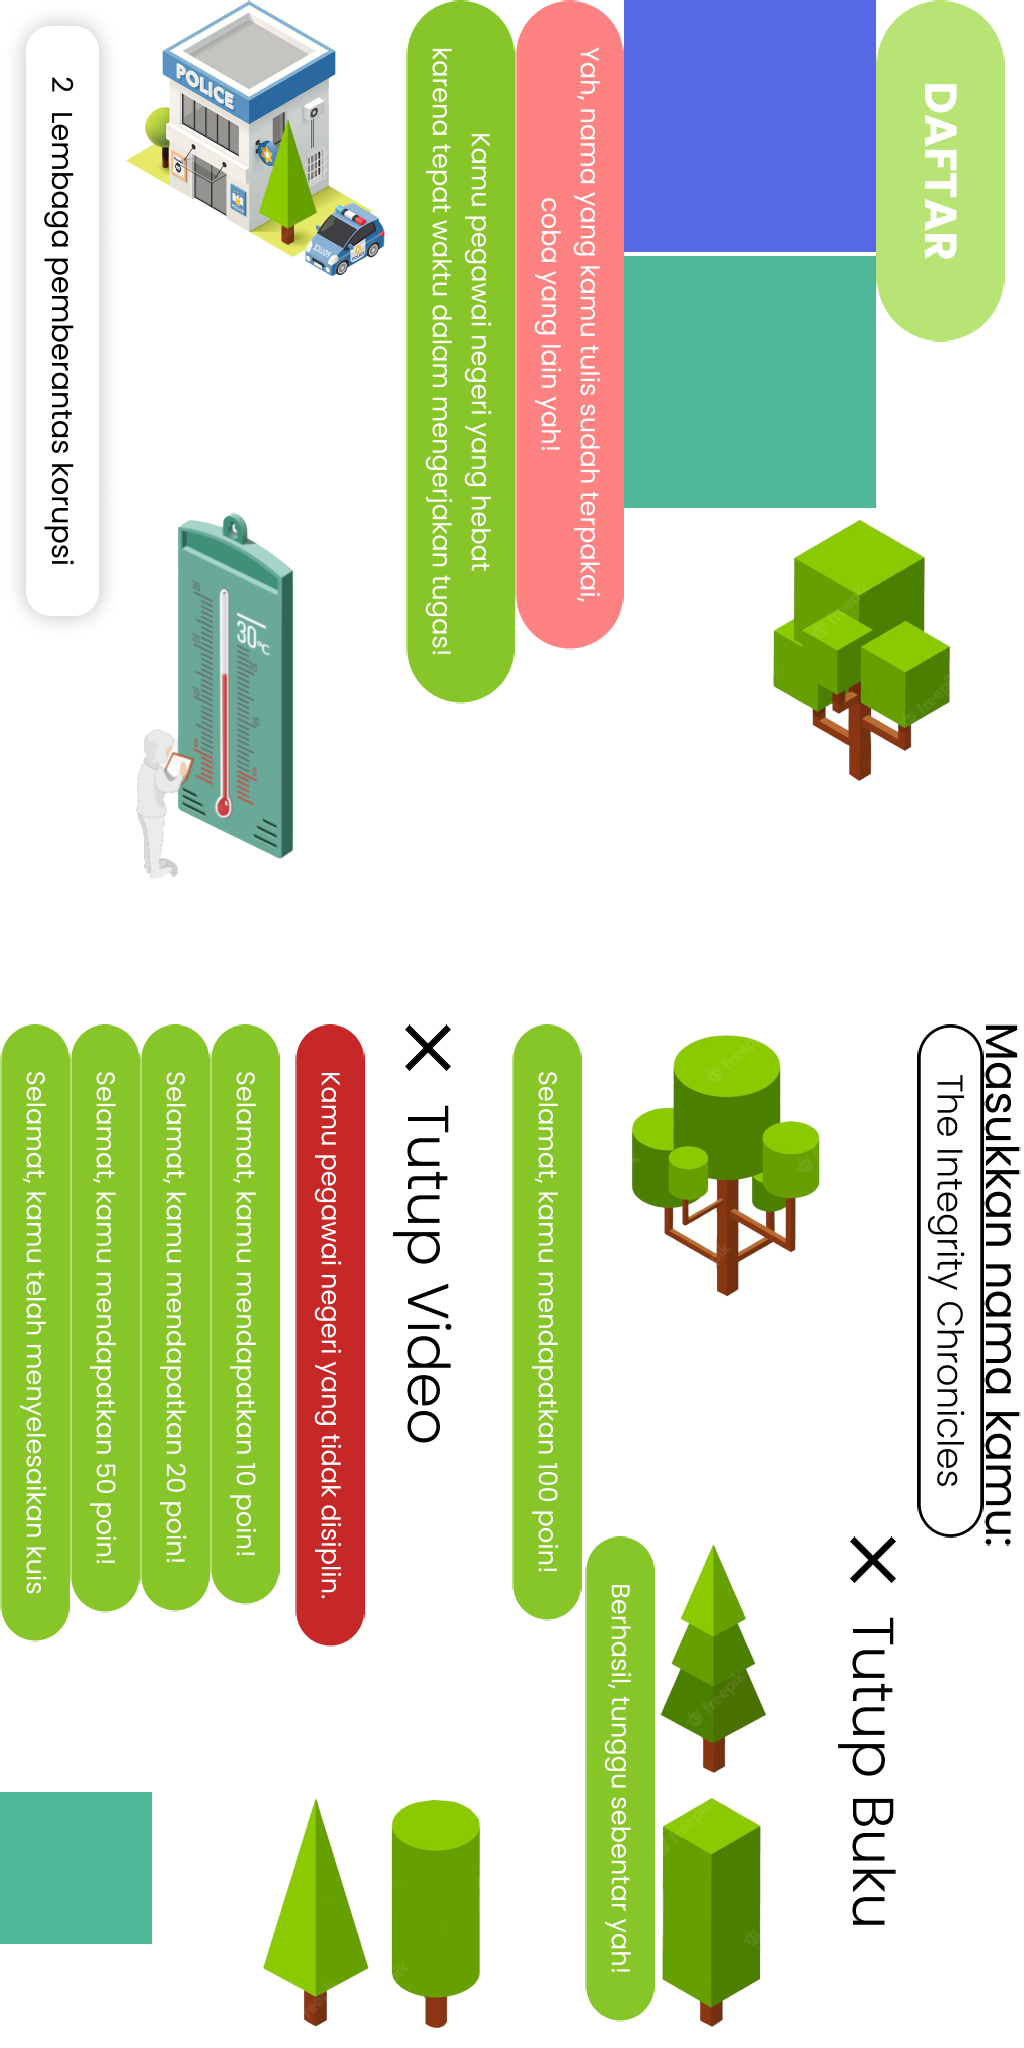 DAFTAR
Yah, nama yang kamu tulis sudah terpakai,
coba yang lain yah!
Kamu pegawai negeri yang hebat
karena tepat waktu dalam mengerjakan tugas!
POLICE
2 Lembaga pemberantas korupsi
30°C
Masukkan nama kamu:
The Integrity Chronicles
× Tutup Buku
Berhasil, tunggu sebentar yah!
Selamat, kamu mendapatkan 100 poin!
× Tutup Video
Kamu pegawai negeri yang tidak disiplin.
Selamat, kamu mendapatkan 10 poin!
Selamat, kamu mendapatkan 20 poin!
Selamat, kamu mendapatkan 50 poin!
Selamat, kamu telah menyelesaikan kuis
freepik